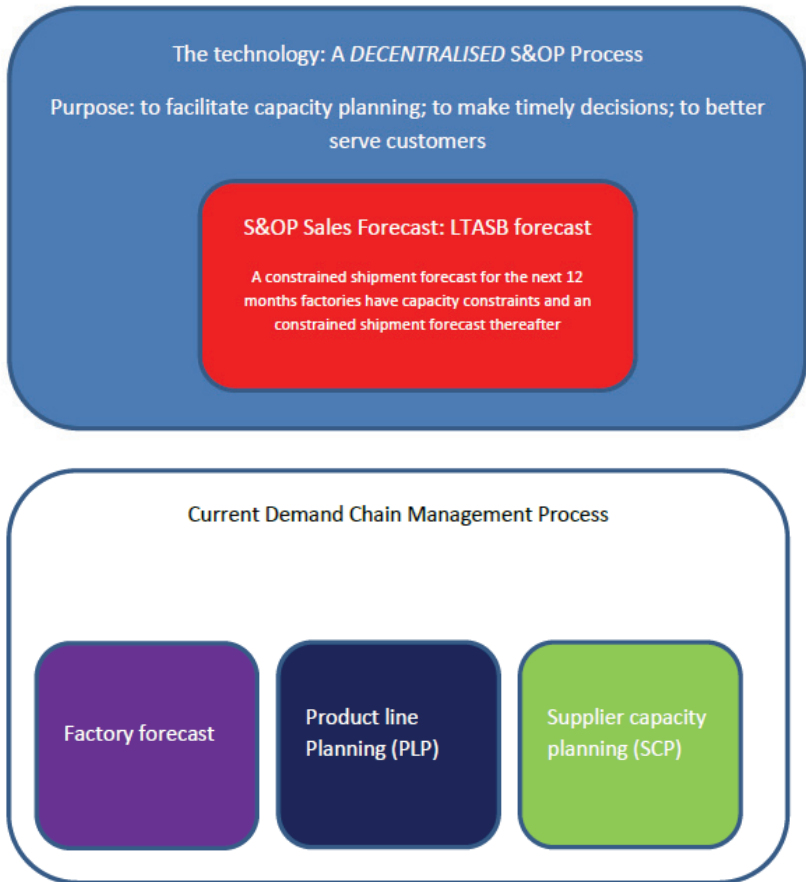 The technology: A DECENTRALISED S&OP Process
Purpose: to facilitate capacity planning; to make timely decisions; to better
serve customers
S&OP Sales Forecast: LTASB forecast
A constrained shipment forecast for the next 12
months factories have capacity constraints and an
constrained shipment forecast thereafter
Current Demand Chain Management Process
Factory forecast
Product line
Planning (PLP)
Supplier capacity
planning (SCP)